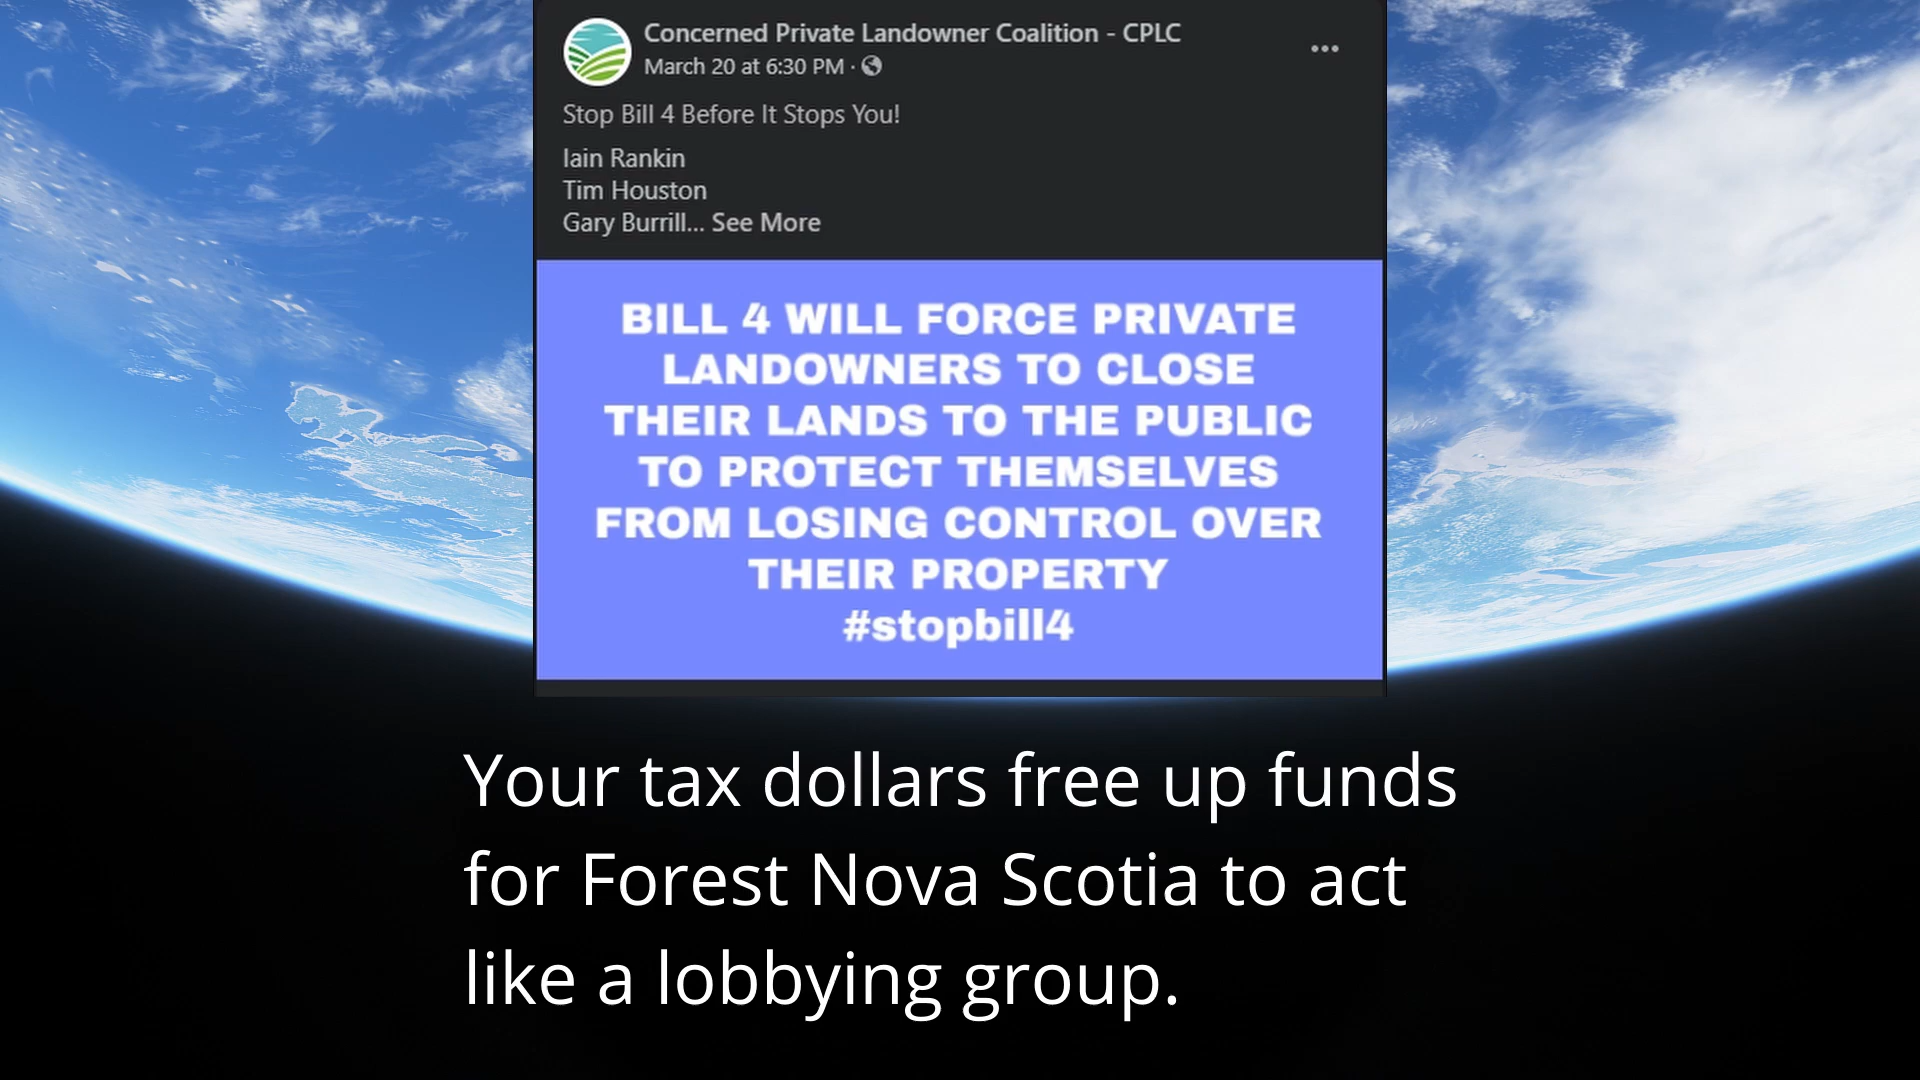 Concerned Private Landowner Coalition - CPLC
March 20 at 6:30 PM ·
Stop Bill 4 Before It Stops You!
Iain Rankin
Tim Houston
Gary Burrill... See More
BILL 4 WILL FORCE PRIVATE
LANDOWNERS TO CLOSE
THEIR LANDS TO THE PUBLIC
TO PROTECT THEMSELVES
FROM LOSING CONTROL OVER
THEIR PROPERTY
#stopbill4
Your tax dollars free up funds
for Forest Nova Scotia to act
like a lobbying group.